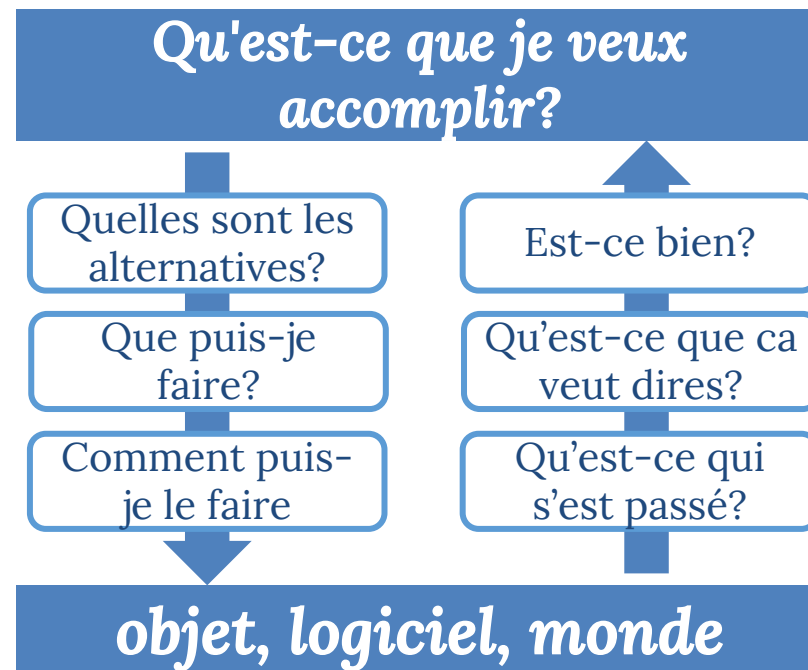 Qu'est-ce que je veux
accomplir?
Quelles sont les
alternatives?
Que puis-je
faire?
Comment puis-
je le faire
Est-ce bien?
Qu’est-ce que ca
veut dires?
Qu’est-ce qui
s’est passé?
objet, logiciel, monde